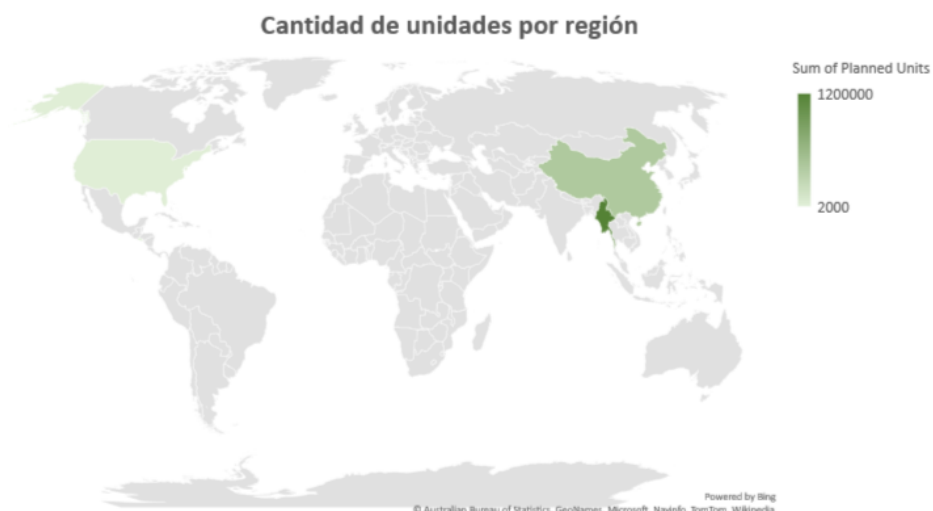 Cantidad de unidades por región
Sum of Planned Units
1200000
2000
Powered by Bing
© Australian Bureau of Statistics, GeoNames, Microsoft, Navinfo, TomTom, Wikipedia